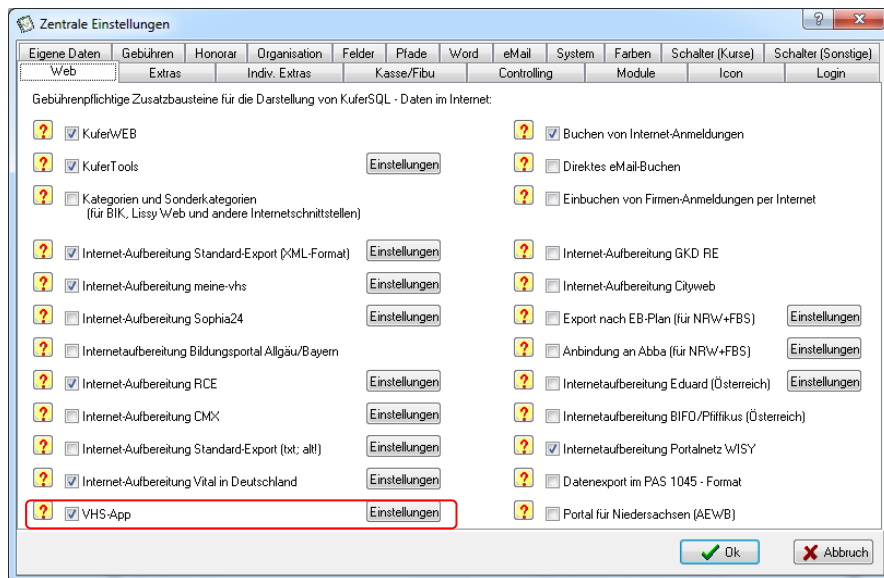 Zentrale Einstellungen
Eigene Daten Gebühren Honorar Organisation Felder Pfade Word eMail System Farben Schalter (Kurse) Schalter (Sonstige)
Web Extras Indiv. Extras Kasse/Fibu Controlling Module Icon Login
Gebührenpflichtige Zusatzbausteine für die Darstellung von KuferSQL - Daten im Internet:
? KuferWEB ? Buchen von Internet-Anmeldungen
? KuferTools Einstellungen ? Direktes eMail-Buchen
? Kategorien und Sonderkategorien ? Einbuchen von Firmen-Anmeldungen per Internet
(für BIK, Lissy Web und andere Internetschnittstellen)
? Internet-Aufbereitung Standard-Export (XML-Format) Einstellungen ? Internet-Aufbereitung GKD RE
? Internet-Aufbereitung meine-vhs Einstellungen ? Internet-Aufbereitung Cityweb
? Internet-Aufbereitung Sophia24 Einstellungen ? Export nach EB-Plan (für NRW+FBS) Einstellungen
? Internetaufbereitung Bildungsportal Allgäu/Bayern ? Anbindung an Abba (für NRW+FBS) Einstellungen
? Internet-Aufbereitung RCE Einstellungen ? Internetaufbereitung Eduard (Österreich) Einstellungen
? Internet-Aufbereitung CMX Einstellungen ? Internetaufbereitung BIFO/Pfiffikus (Österreich)
? Internet-Aufbereitung Standard-Export (txt; alt!) Einstellungen ? Internetaufbereitung Portalnetz WISY
? Internet-Aufbereitung Vital in Deutschland Einstellungen ? Datenexport im PAS 1045 - Format
? VHS-App Einstellungen ? Portal für Niedersachsen (AEWB)
Ok Abbruch